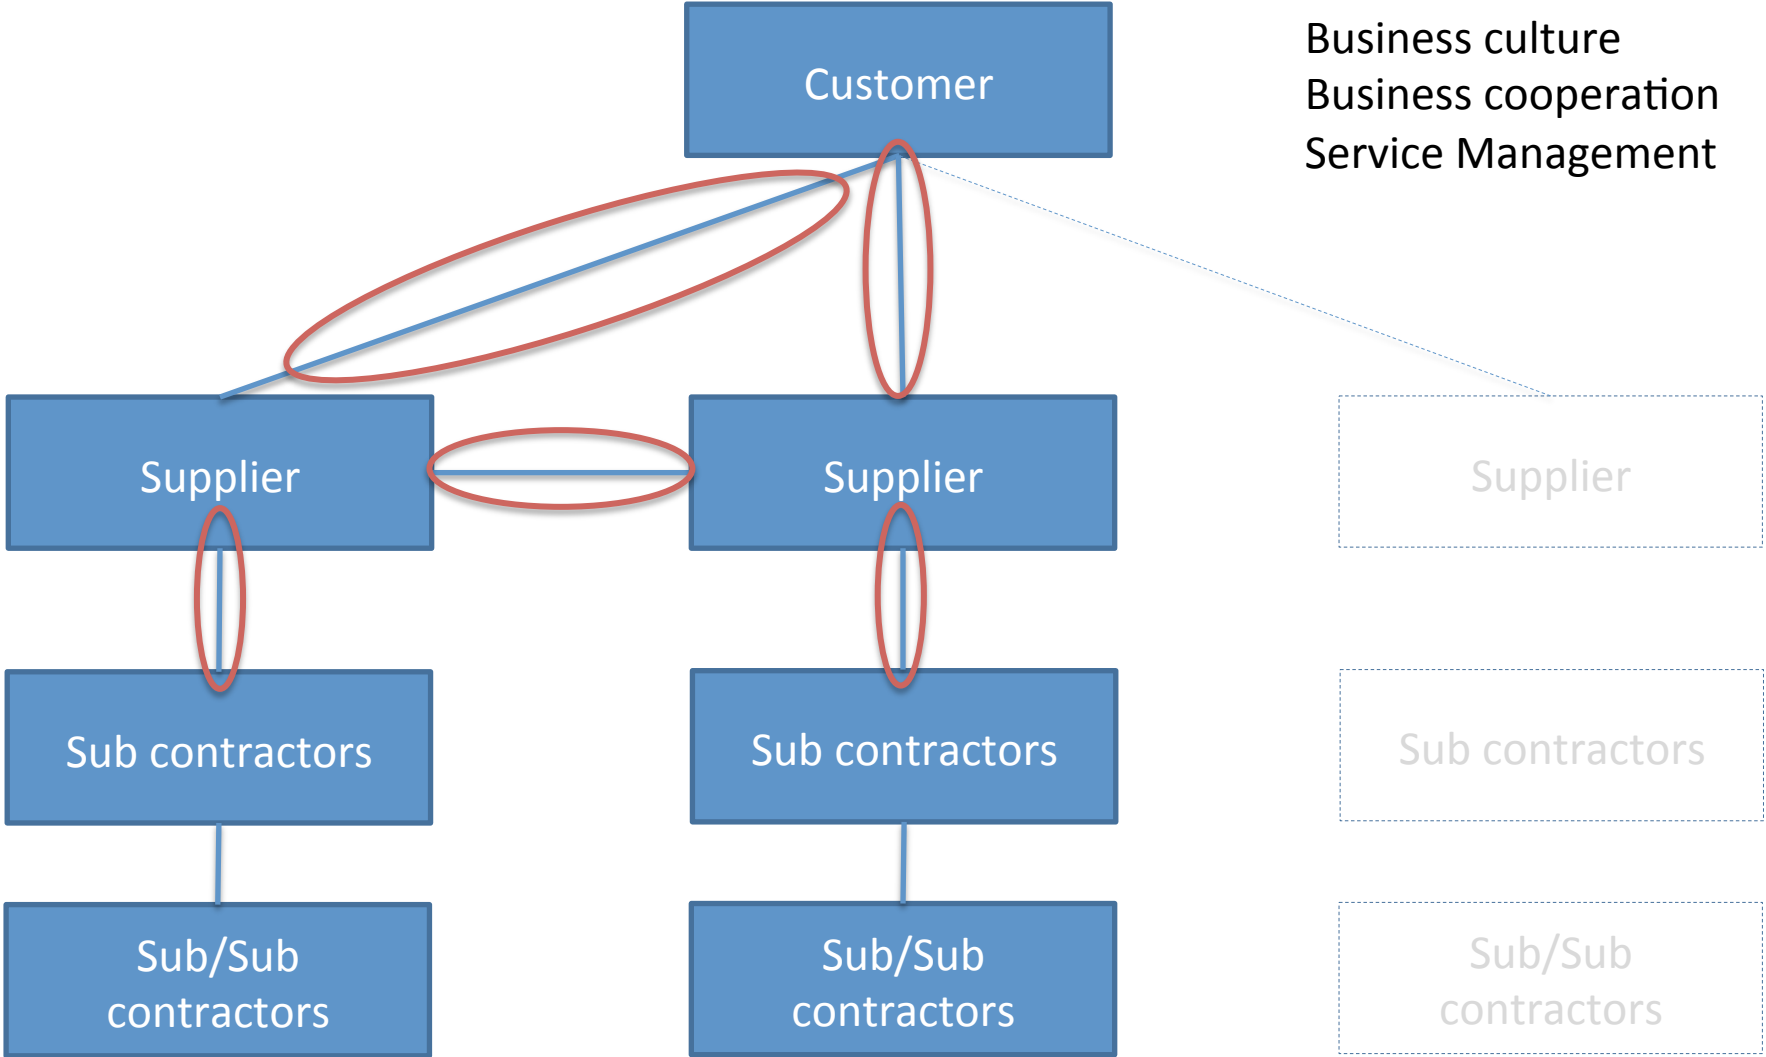 Customer
Business culture
Business cooperation
Service Management
Supplier
Supplier
Supplier
Sub contractors
Sub contractors
Sub contractors
Sub/Sub
contractors
Sub/Sub
contractors
Sub/Sub
contractors